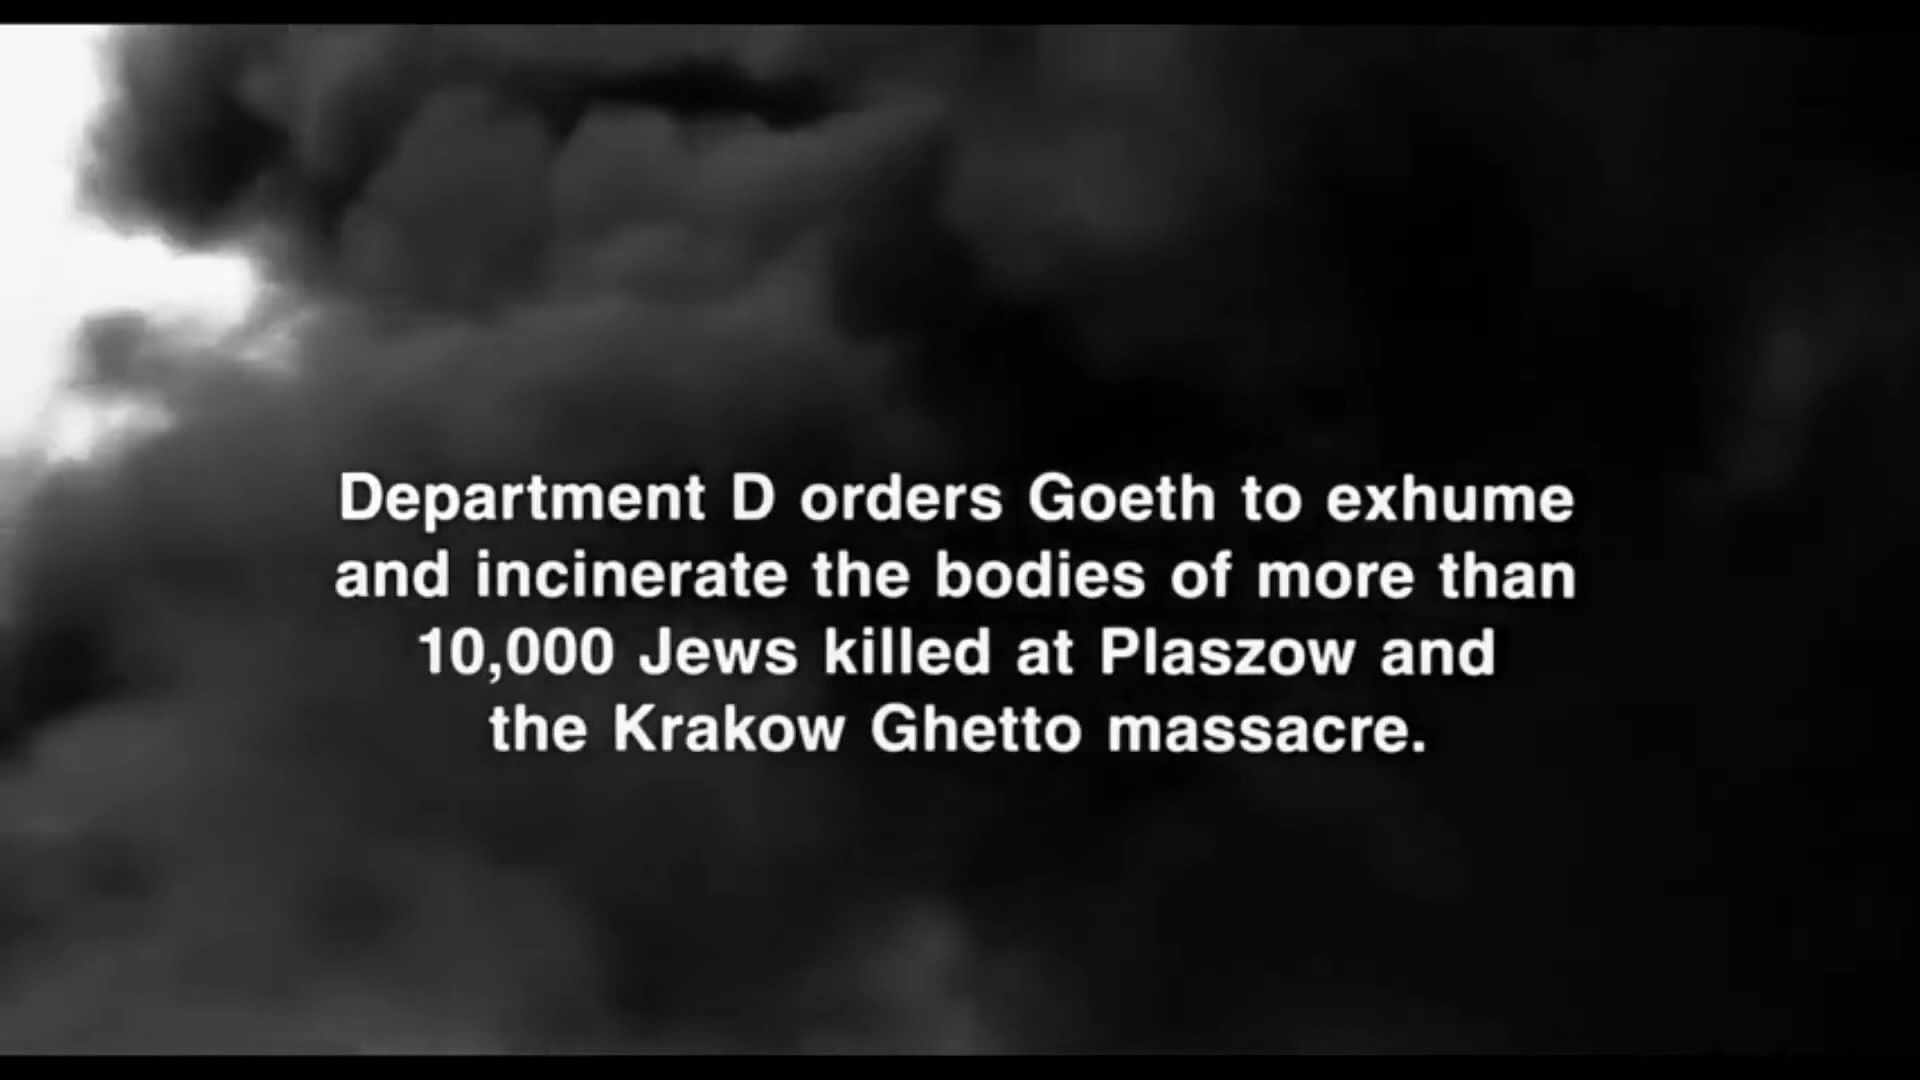 Department D orders Goeth to exhume
and incinerate the bodies of more than
10,000 Jews killed at Plaszow and
the Krakow Ghetto massacre.